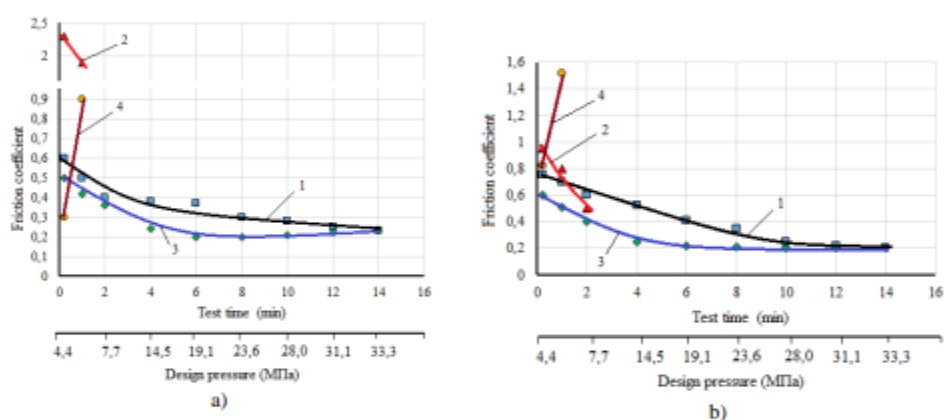 2,5
2
0,9
0,8
0,7
0,6
0,5
0,4
0,3
0,2
0,1
0
Friction coefficient
2
4
1
3
0 2 4 6 8 10 12 14 16
Test time (min)
4,4 7,7 14,5 19,1 23,6 28,0 31,1 33,3
Design pressure (МПа)
a)
1,6
1,4
1,2
1
0,8
0,6
0,4
0,2
0
Friction coefficient
4
2
1
3
0 2 4 6 8 10 12 14 16
Test time (min)
4,4 7,7 14,5 19,1 23,6 28,0 31,1 33,3
Design pressure (МПа)
b)